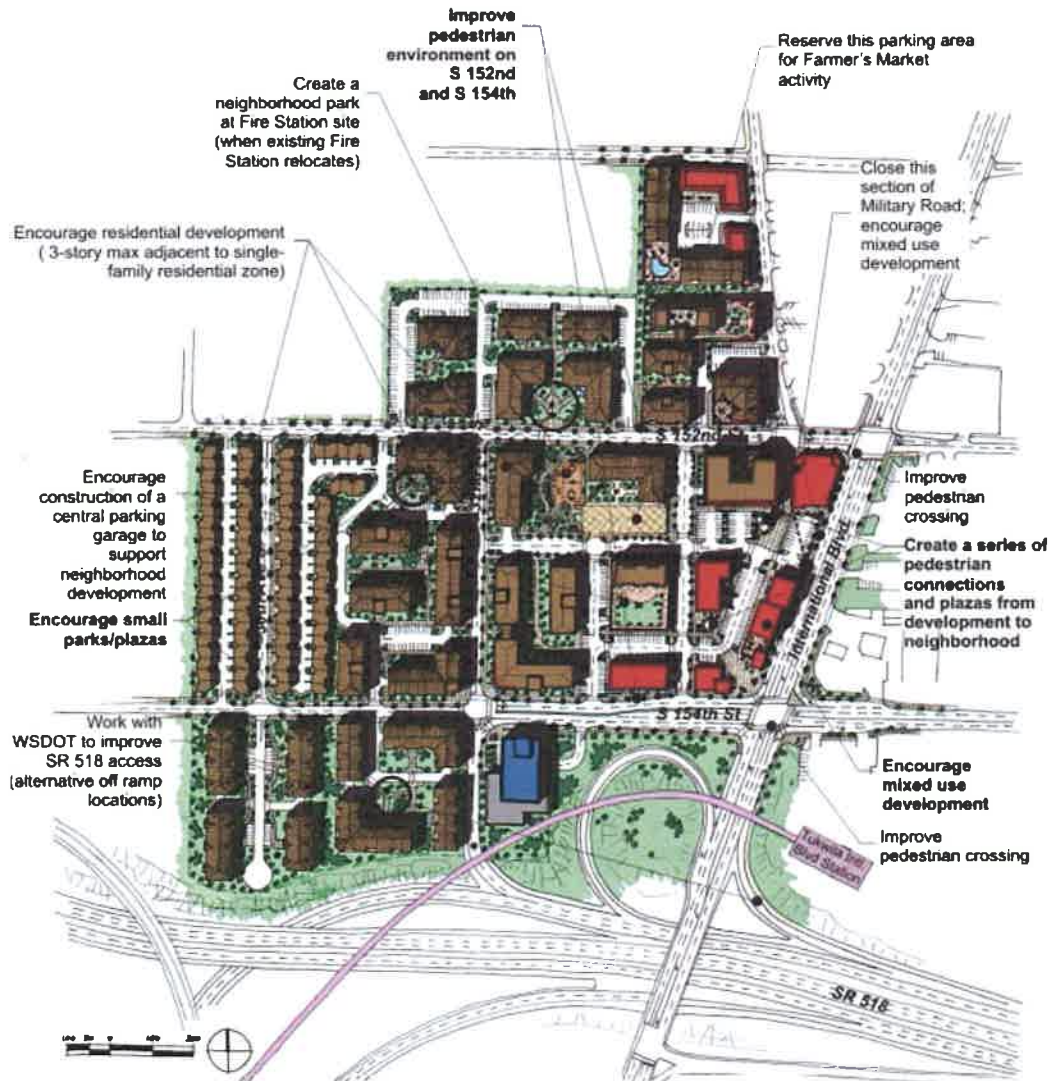 Improve
pedestrian
environment on
S 152nd
and S 154th
Reserve this parking area
for Farmer's Market
activity
Create a
neighborhood park
at Fire Station site
(when existing Fire
Station relocates)
Close this
section of
Military Road;
encourage
mixed use
development
Encourage residential development
( 3-story max adjacent to single-
family residential zone)
S 152nd
Encourage
construction of a
central parking
garage to
support
neighborhood
development
Encourage small
parks/plazas
Improve
pedestrian
crossing
Create a series of
pedestrian
connections
and plazas from
development to
neighborhood
International Blvd
S 154th St
Work with
WSDOT to improve
SR 518 access
(alternative off ramp
locations)
Encourage
mixed use
development
Improve
pedestrian crossing
Tukwila Intl
Blvd Station
SR 518